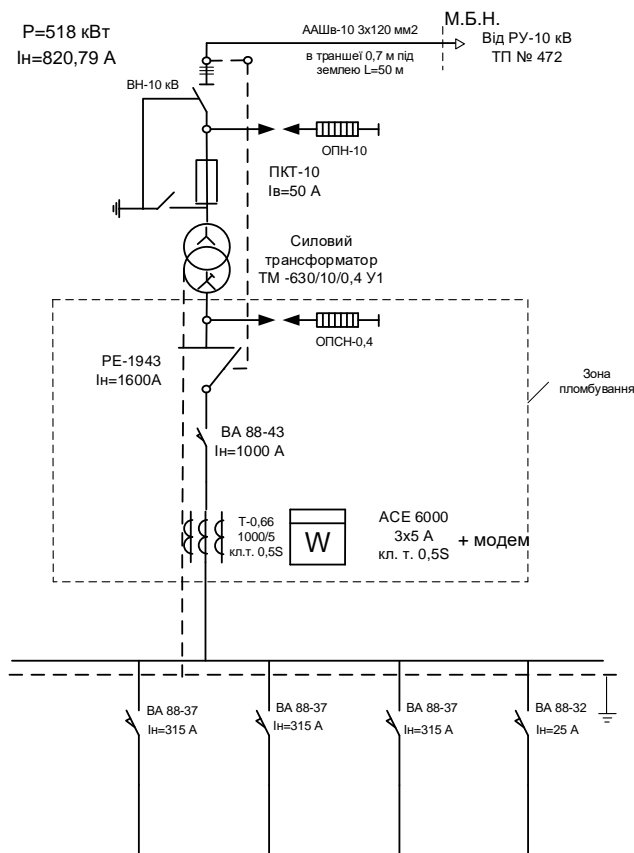 P=518 кВт
Ін=820,79 А
ААШв-10 3х120 мм2
в траншеї 0,7 м під
землею L=50 м
М.Б.Н.
Від РУ-10 кВ
ТП № 472
ВН-10 кВ
ОПН-10
ПКТ-10
Ів=50 А
Силовий
трансформатор
ТМ -630/10/0,4 У1
ОПСН-0,4
РЕ-1943
Ін=1600А
Зона
пломбування
ВА 88-43
Ін=1000 А
Т-0,66
1000/5
кл.т. 0,5S
W
АСЕ 6000
3х5 А
кл. т. 0,5S
+ модем
ВА 88-37
Ін=315 А
ВА 88-37
Ін=315 А
ВА 88-37
Ін=315 А
ВА 88-32
Ін=25 А